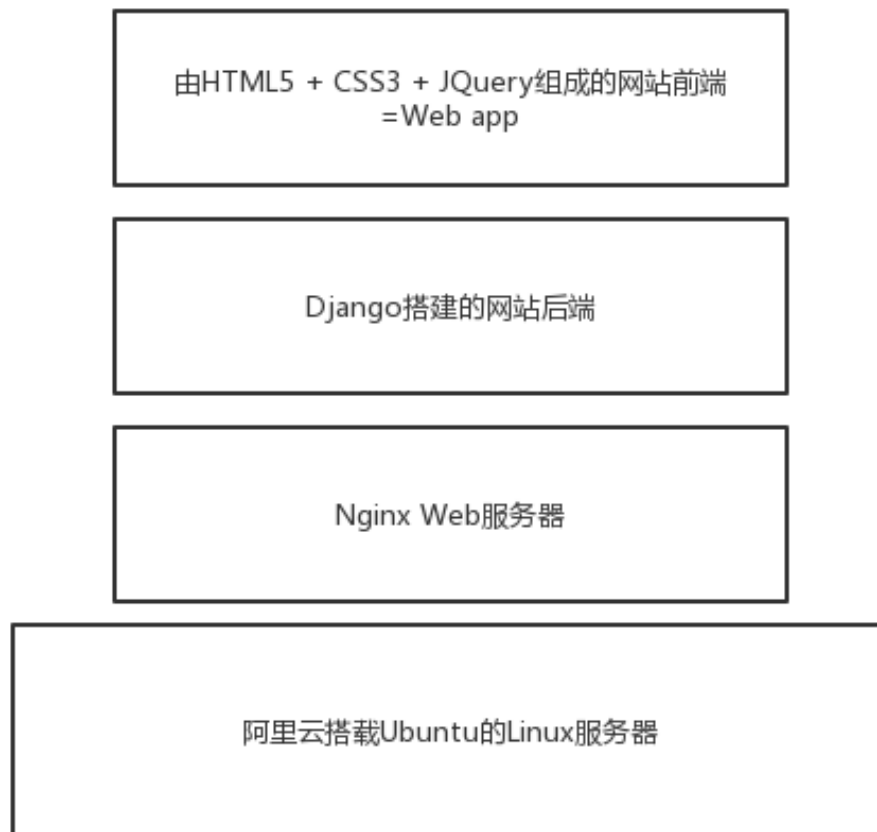 由HTML5 + CSS3 + JQuery组成的网站前端
=Web app
Django搭建的网站后端
Nginx Web服务器
阿里云搭载Ubuntu的Linux服务器